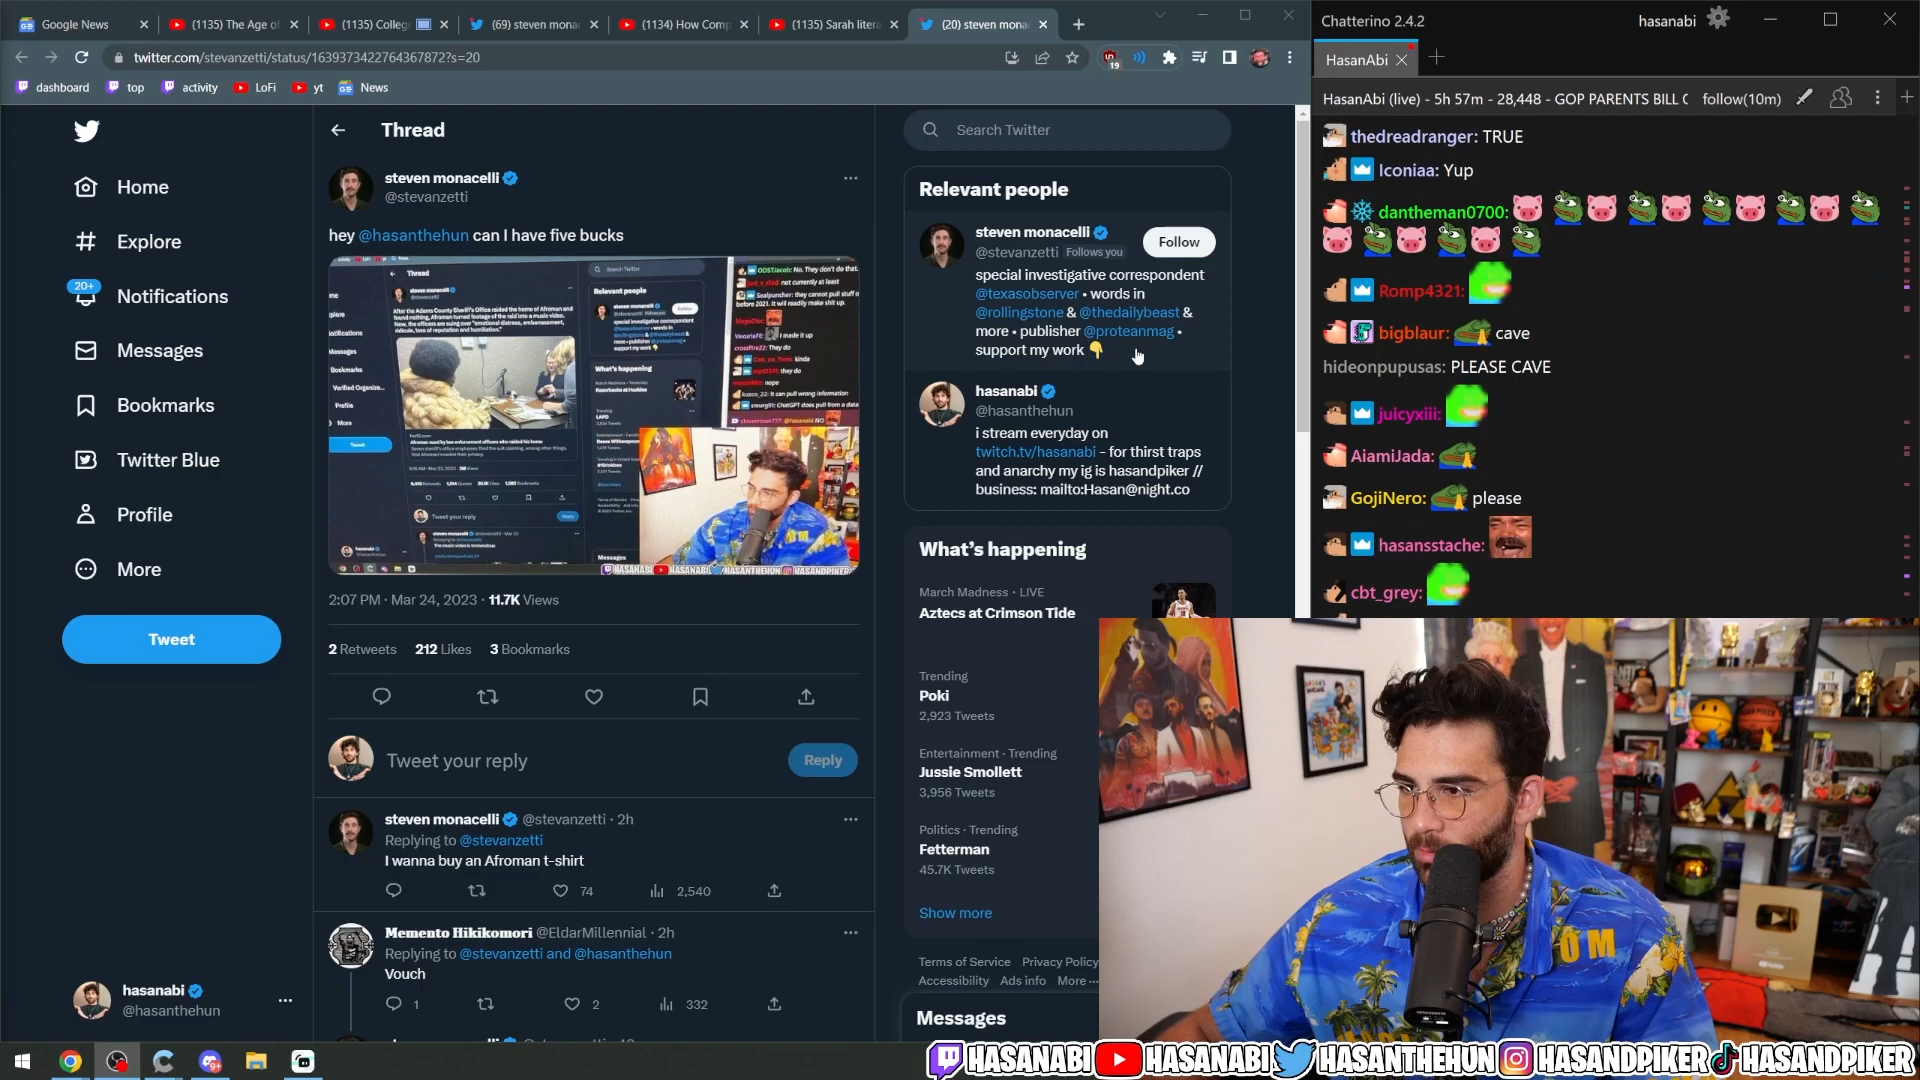 Google News
(1135) The Age of
(1135) Colleg
(69) steven mona
(1134) How Comp
(1135) Sarah litera
(20) steven mona
twitter.com/stevanzetti/status/1639373422764367872?s=20
19
dashboard
top
activity
LoFi
yt
News
Home
Explore
20+
Notifications
Messages
Bookmarks
Twitter Blue
Profile
More
Tweet
hasanabi
@hasanthehun
Thread
steven monacelli
@stevanzetti
hey @hasanthehun can I have five bucks
2:07 PM · Mar 24, 2023 · 11.7K Views
2 Retweets 212 Likes 3 Bookmarks
Tweet your reply
Reply
steven monacelli @stevanzetti · 2h
Replying to @stevanzetti
I wanna buy an Afroman t-shirt
74
2,540
Memento Hikikomori @EldarMillennial · 2h
Replying to @stevanzetti and @hasanthehun
Vouch
1
2
332
Search Twitter
Relevant people
steven monacelli
@stevanzetti Follows you
Follow
special investigative correspondent
@texasobserver • words in
@rollingstone & @thedailybeast &
more • publisher @proteanmag •
support my work 👇
hasanabi
@hasanthehun
i stream everyday on
twitch.tv/hasanabi - for thirst traps
and anarchy my ig is hasandpiker //
business: mailto:Hasan@night.co
What's happening
March Madness · LIVE
Aztecs at Crimson Tide
Trending
Poki
2,923 Tweets
Entertainment · Trending
Jussie Smollett
3,956 Tweets
Politics · Trending
Fetterman
45.7K Tweets
Show more
Terms of Service Privacy Policy
Accessibility Ads info More ···
Messages
Chatterino 2.4.2
hasanabi
HasanAbi
HasanAbi (live) - 5h 57m - 28,448 - GOP PARENTS BILL
follow(10m)
thedreadranger: TRUE
Iconiaa: Yup
dantheman0700:
Romp4321:
bigblaur: cave
hideonpupusas: PLEASE CAVE
juicyxiii:
AiamiJada:
GojiNero: please
hasansstache:
cbt_grey:
HASANABI
HASANABI
HASANTHEHUN
HASANDPIKER
HASANDPIKER